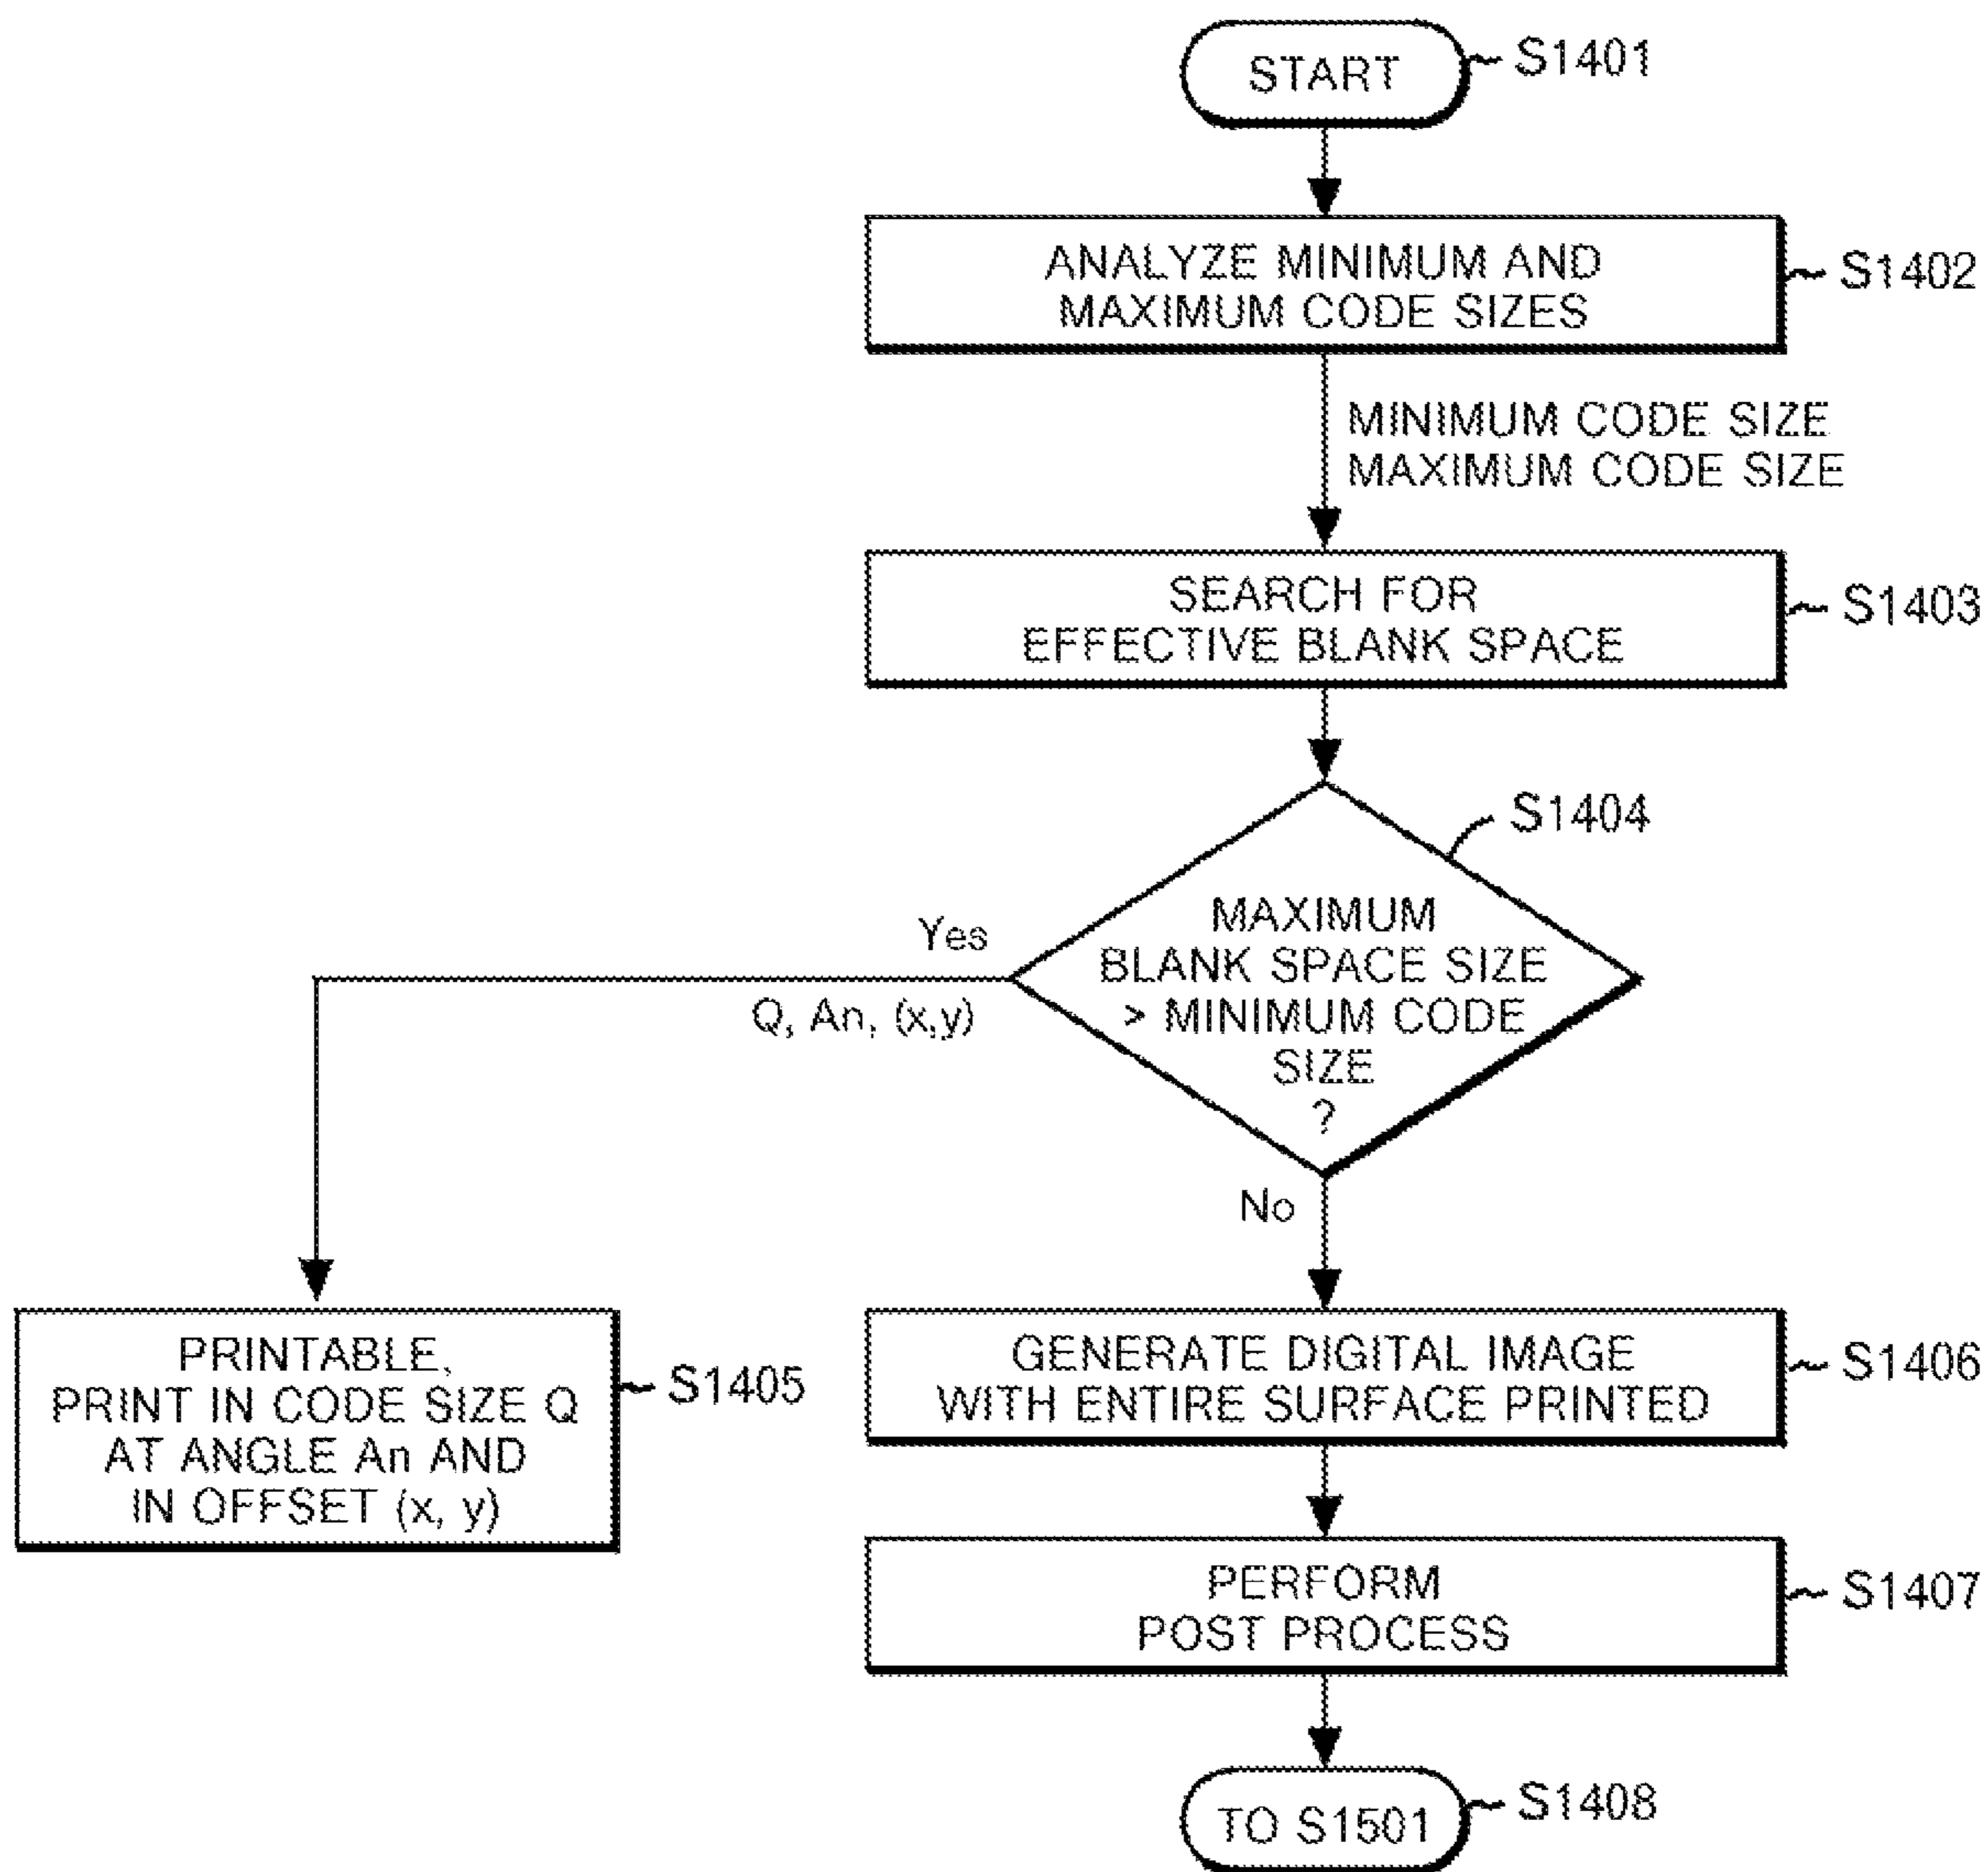 START
S1401
ANALYZE MINIMUM AND
MAXIMUM CODE SIZES
S1402
MINIMUM CODE SIZE
MAXIMUM CODE SIZE
SEARCH FOR
EFFECTIVE BLANK SPACE
S1403
S1404
MAXIMUM
BLANK SPACE SIZE
> MINIMUM CODE
SIZE
?
Yes
Q, An, (x,y)
No
PRINTABLE,
PRINT IN CODE SIZE Q
AT ANGLE An AND
IN OFFSET (x, y)
S1405
GENERATE DIGITAL IMAGE
WITH ENTIRE SURFACE PRINTED
S1406
PERFORM
POST PROCESS
S1407
TO S1501
S1408